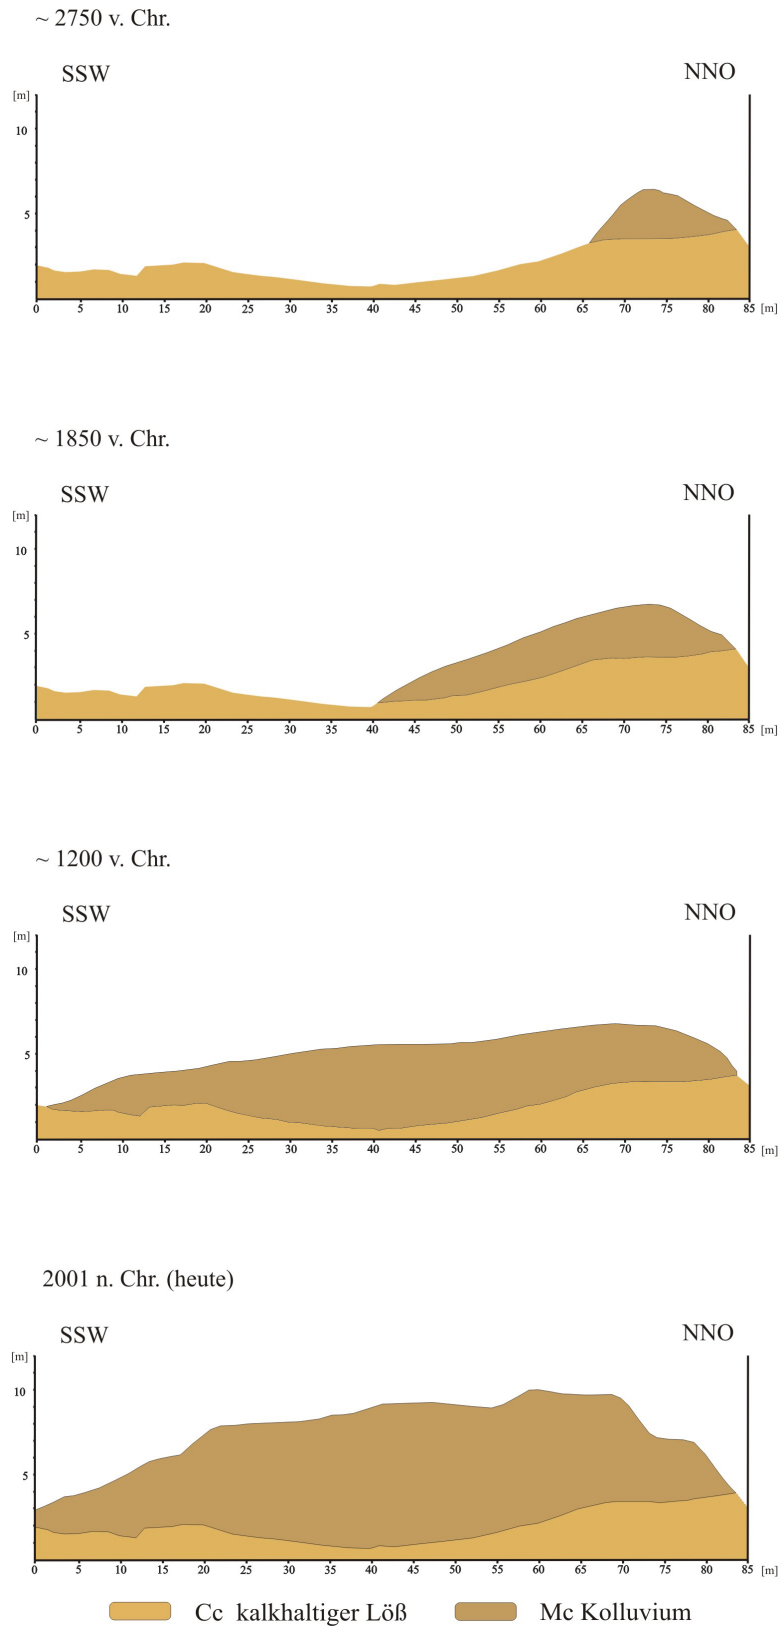 ~ 2750 v. Chr.
SSW NNO
[m]
10
5
0 5 10 15 20 25 30 35 40 45 50 55 60 65 70 75 80 85 [m]
~ 1850 v. Chr.
SSW NNO
[m]
10
5
0 5 10 15 20 25 30 35 40 45 50 55 60 65 70 75 80 85 [m]
~ 1200 v. Chr.
SSW NNO
[m]
10
5
0 5 10 15 20 25 30 35 40 45 50 55 60 65 70 75 80 85 [m]
2001 n. Chr. (heute)
SSW NNO
[m]
10
5
0 5 10 15 20 25 30 35 40 45 50 55 60 65 70 75 80 85 [m]
Cc kalkhaltiger Löß Mc Kolluvium